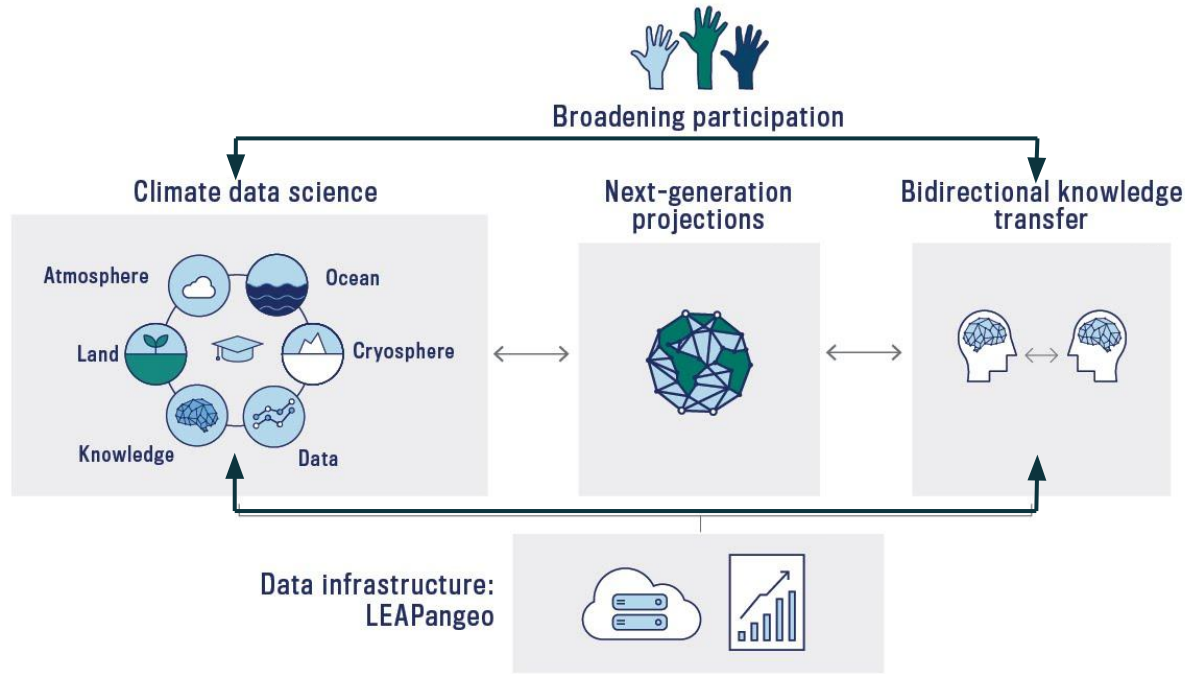 Broadening participation
Climate data science
Next-generation
projections
Bidirectional knowledge
transfer
Atmosphere
Ocean
Land
Cryosphere
Knowledge
Data
Data infrastructure:
LEAPangeo